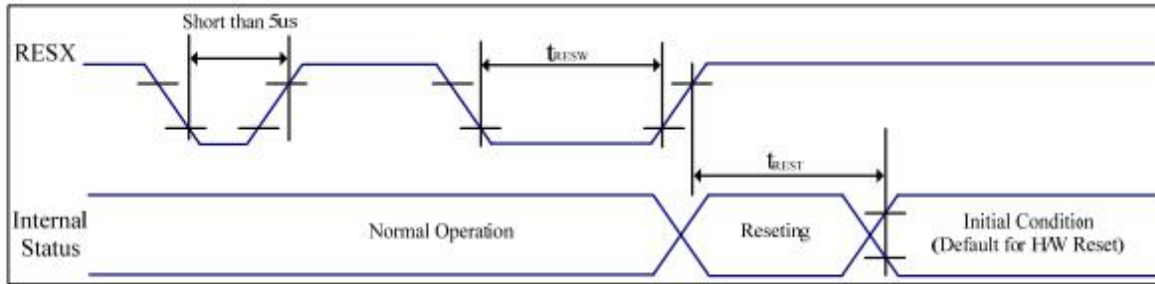 Short than 5us
RESX
tRESW
tREST
Internal
Status
Normal Operation
Reseting
Initial Condition
(Default for H/W Reset)